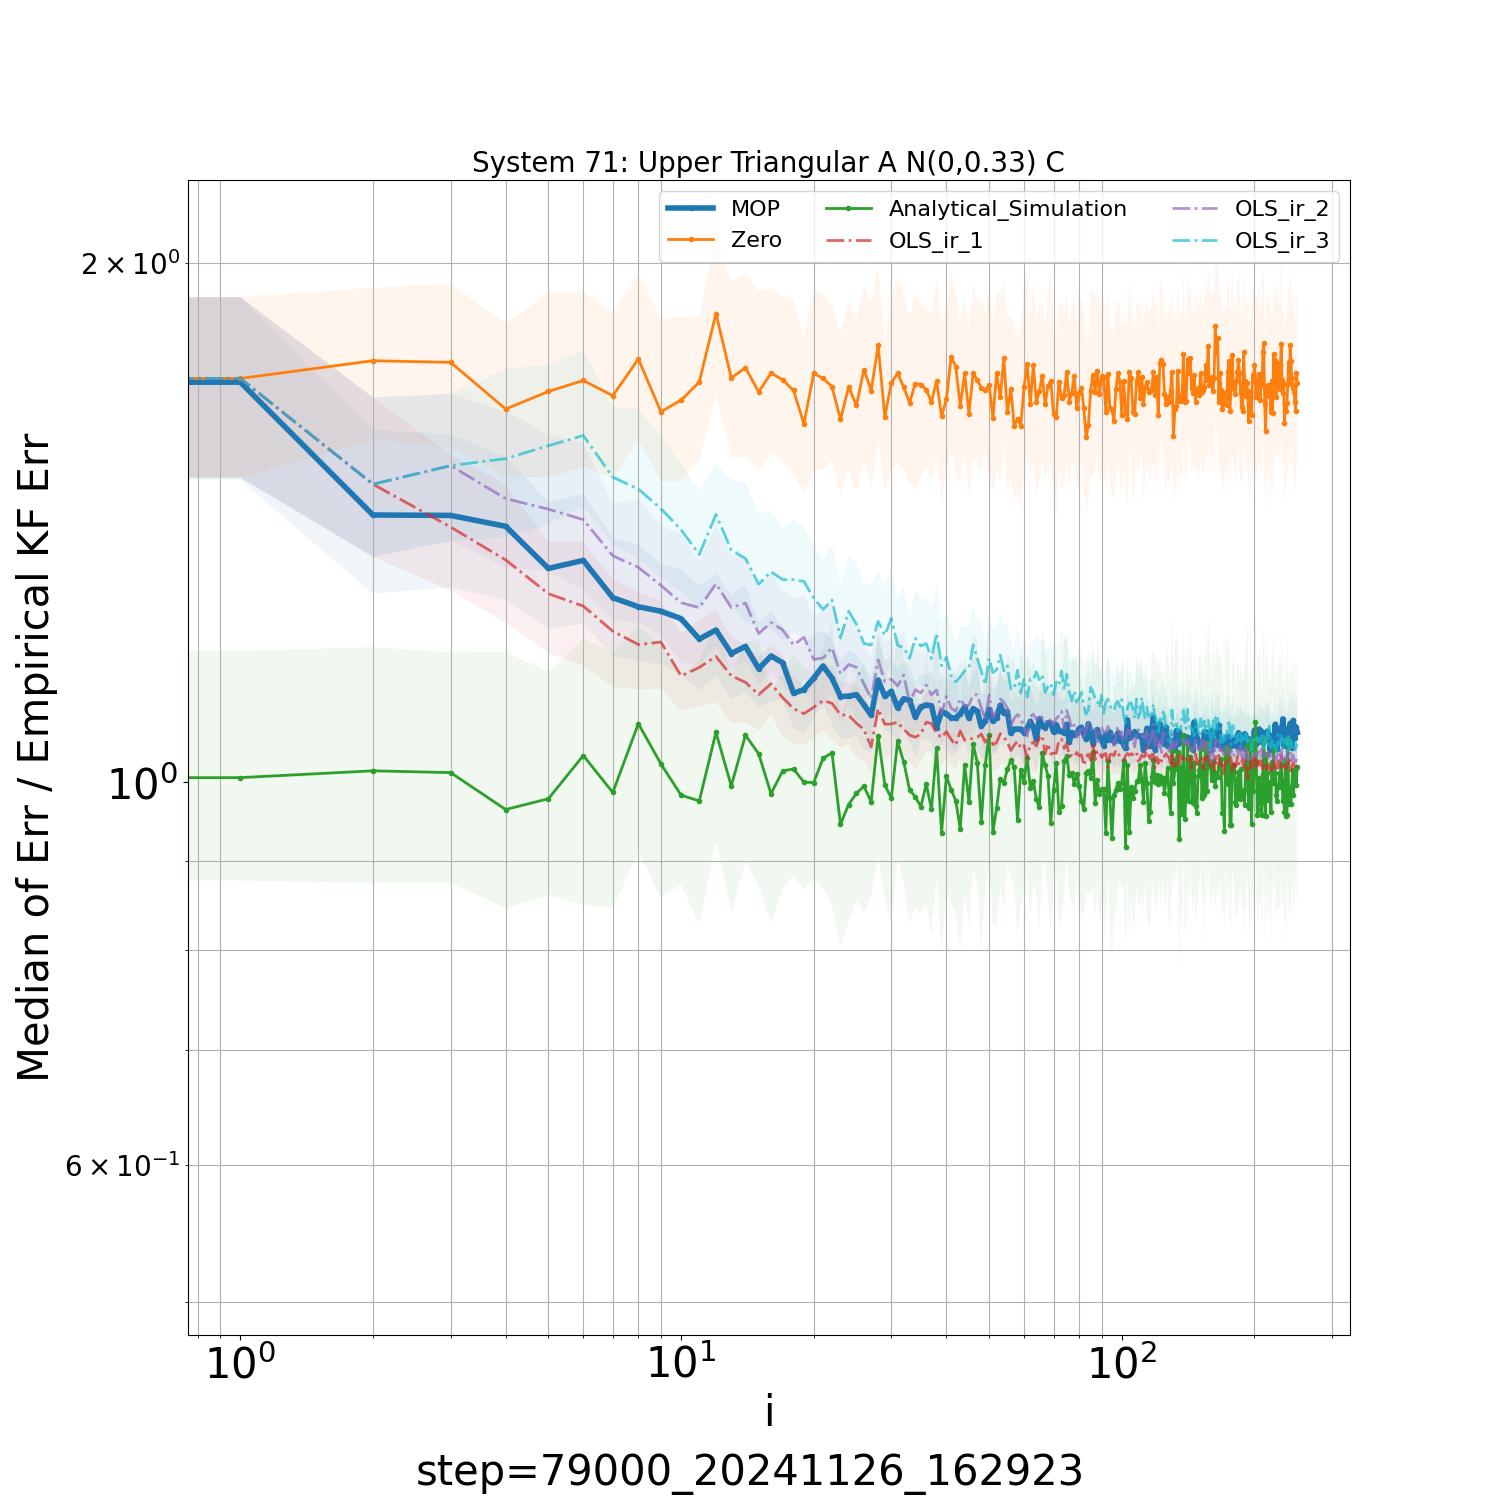 System 71: Upper Triangular A N(0,0.33) C
MOP
Zero
Analytical_Simulation
OLS_ir_1
OLS_ir_2
OLS_ir_3
Median of Err / Empirical KF Err
2 × 10⁰
10⁰
6 × 10⁻¹
10⁰
10¹
10²
i
step=79000_20241126_162923